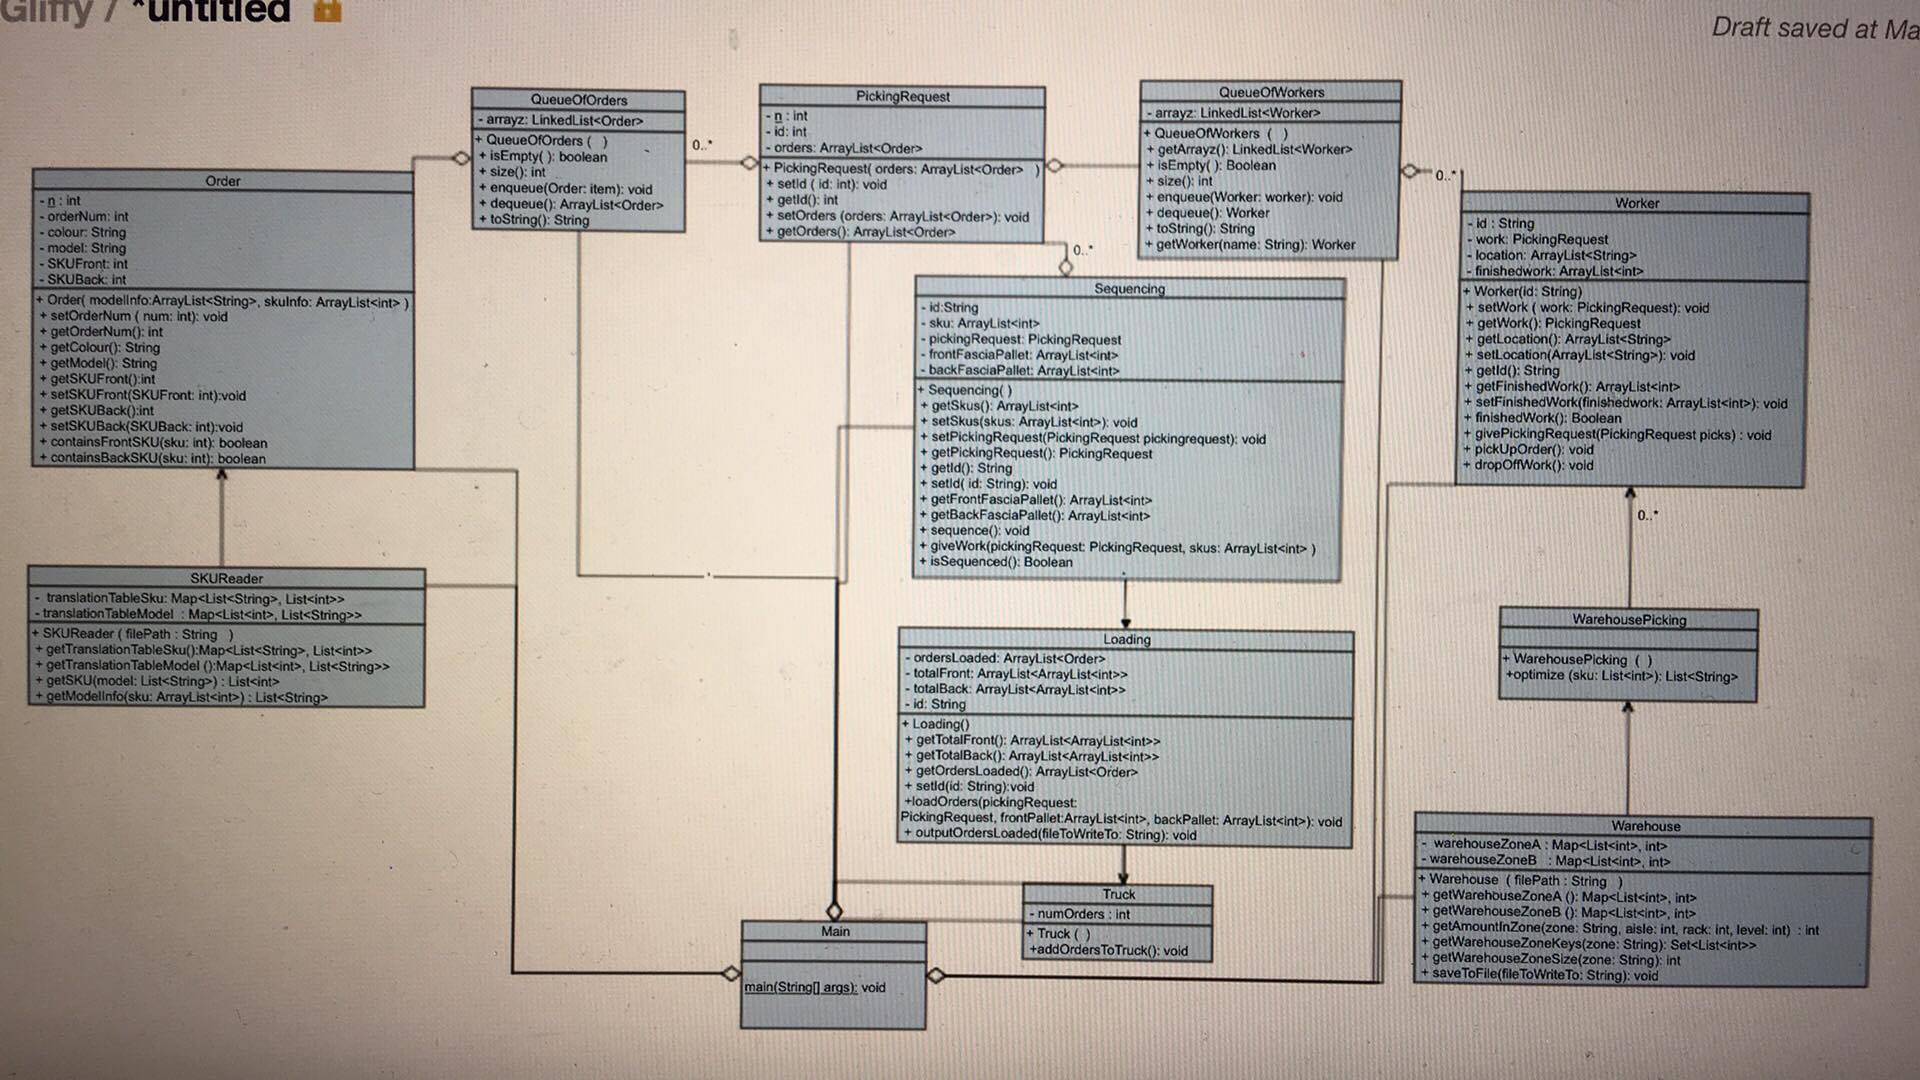 Gliffy / *untitled
Draft saved at Ma
QueueOfOrders
- arrayz: LinkedList<Order>
+ QueueOfOrders ( )
+ isEmpty( ): boolean
+ size(): int
+ enqueue(Order: item): void
+ dequeue(): ArrayList<Order>
+ toString(): String
0..*
PickingRequest
- n : int
- id: int
- orders: ArrayList<Order>
+ PickingRequest( orders: ArrayList<Order> )
+ setId ( id: int): void
+ getId(): int
+ setOrders (orders: ArrayList<Order>): void
+ getOrders(): ArrayList<Order>
0..*
QueueOfWorkers
- arrayz: LinkedList<Worker>
+ QueueOfWorkers ( )
+ getArrayz(): LinkedList<Worker>
+ isEmpty( ): Boolean
+ size(): int
+ enqueue(Worker: worker): void
+ dequeue(): Worker
+ toString(): String
+ getWorker(name: String): Worker
0..*
Order
- n : int
- orderNum: int
- colour: String
- model: String
- SKUFront: int
- SKUBack: int
+ Order( modelInfo:ArrayList<String>, skuInfo: ArrayList<int> )
+ setOrderNum ( num: int): void
+ getOrderNum(): int
+ getColour(): String
+ getModel(): String
+ getSKUFront():int
+ setSKUFront(SKUFront: int):void
+ getSKUBack():int
+ setSKUBack(SKUBack: int):void
+ containsFrontSKU(sku: int): boolean
+ containsBackSKU(sku: int): boolean
Worker
- id : String
- work: PickingRequest
- location: ArrayList<String>
- finishedwork: ArrayList<int>
+ Worker(id: String)
+ setWork ( work: PickingRequest): void
+ getWork(): PickingRequest
+ getLocation(): ArrayList<String>
+ setLocation(ArrayList<String>): void
+ getId(): String
+ getFinishedWork(): ArrayList<int>
+ setFinishedWork(finishedwork: ArrayList<int>): void
+ finishedWork(): Boolean
+ givePickingRequest(PickingRequest picks) : void
+ pickUpOrder(): void
+ dropOffWork(): void
0..*
Sequencing
- id:String
- sku: ArrayList<int>
- pickingRequest: PickingRequest
- frontFasciaPallet: ArrayList<int>
- backFasciaPallet: ArrayList<int>
+ Sequencing( )
+ getSkus(): ArrayList<int>
+ setSkus(skus: ArrayList<int>): void
+ setPickingRequest(PickingRequest pickingrequest): void
+ getPickingRequest(): PickingRequest
+ getId(): String
+ setId( id: String): void
+ getFrontFasciaPallet(): ArrayList<int>
+ getBackFasciaPallet(): ArrayList<int>
+ sequence(): void
+ giveWork(pickingRequest: PickingRequest, skus: ArrayList<int> )
+ isSequenced(): Boolean
SKUReader
- translationTableSku: Map<List<String>, List<int>>
- translationTableModel : Map<List<int>, List<String>>
+ SKUReader ( filePath : String )
+ getTranslationTableSku():Map<List<String>, List<int>>
+ getTranslationTableModel ():Map<List<int>, List<String>>
+ getSKU(model: List<String>) : List<int>
+ getModelInfo(sku: ArrayList<int>) : List<String>
WarehousePicking
+ WarehousePicking ( )
+optimize (sku: List<int>): List<String>
Loading
- ordersLoaded: ArrayList<Order>
- totalFront: ArrayList<ArrayList<int>>
- totalBack: ArrayList<ArrayList<int>>
- id: String
+ Loading()
+ getTotalFront(): ArrayList<ArrayList<int>>
+ getTotalBack(): ArrayList<ArrayList<int>>
+ getOrdersLoaded(): ArrayList<Order>
+ setId(id: String):void
+loadOrders(pickingRequest:
PickingRequest, frontPallet:ArrayList<int>, backPallet: ArrayList<int>): void
+ outputOrdersLoaded(fileToWriteTo: String): void
Warehouse
- warehouseZoneA : Map<List<int>, int>
- warehouseZoneB : Map<List<int>, int>
+ Warehouse ( filePath : String )
+ getWarehouseZoneA (): Map<List<int>, int>
+ getWarehouseZoneB (): Map<List<int>, int>
+ getAmountInZone(zone: String, aisle: int, rack: int, level: int) : int
+ getWarehouseZoneKeys(zone: String): Set<List<int>>
+ getWarehouseZoneSize(zone: String): int
+ saveToFile(fileToWriteTo: String): void
Truck
- numOrders : int
+ Truck ( )
+addOrdersToTruck(): void
Main
main(String[] args): void